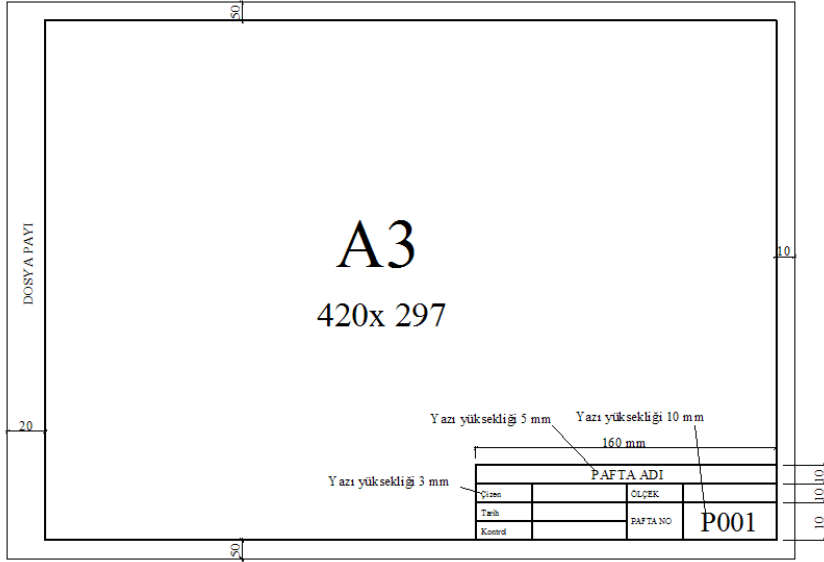 50
DOSYA PAYI
A3
420x 297
10
20
Yazı yüksekliği 5 mm
Yazı yüksekliği 10 mm
160 mm
Yazı yüksekliği 3 mm
PAFTA ADI
10
Çizen
ÖLÇEK
10
Tarih
PAFTA NO
P001
10
Kontrol
50